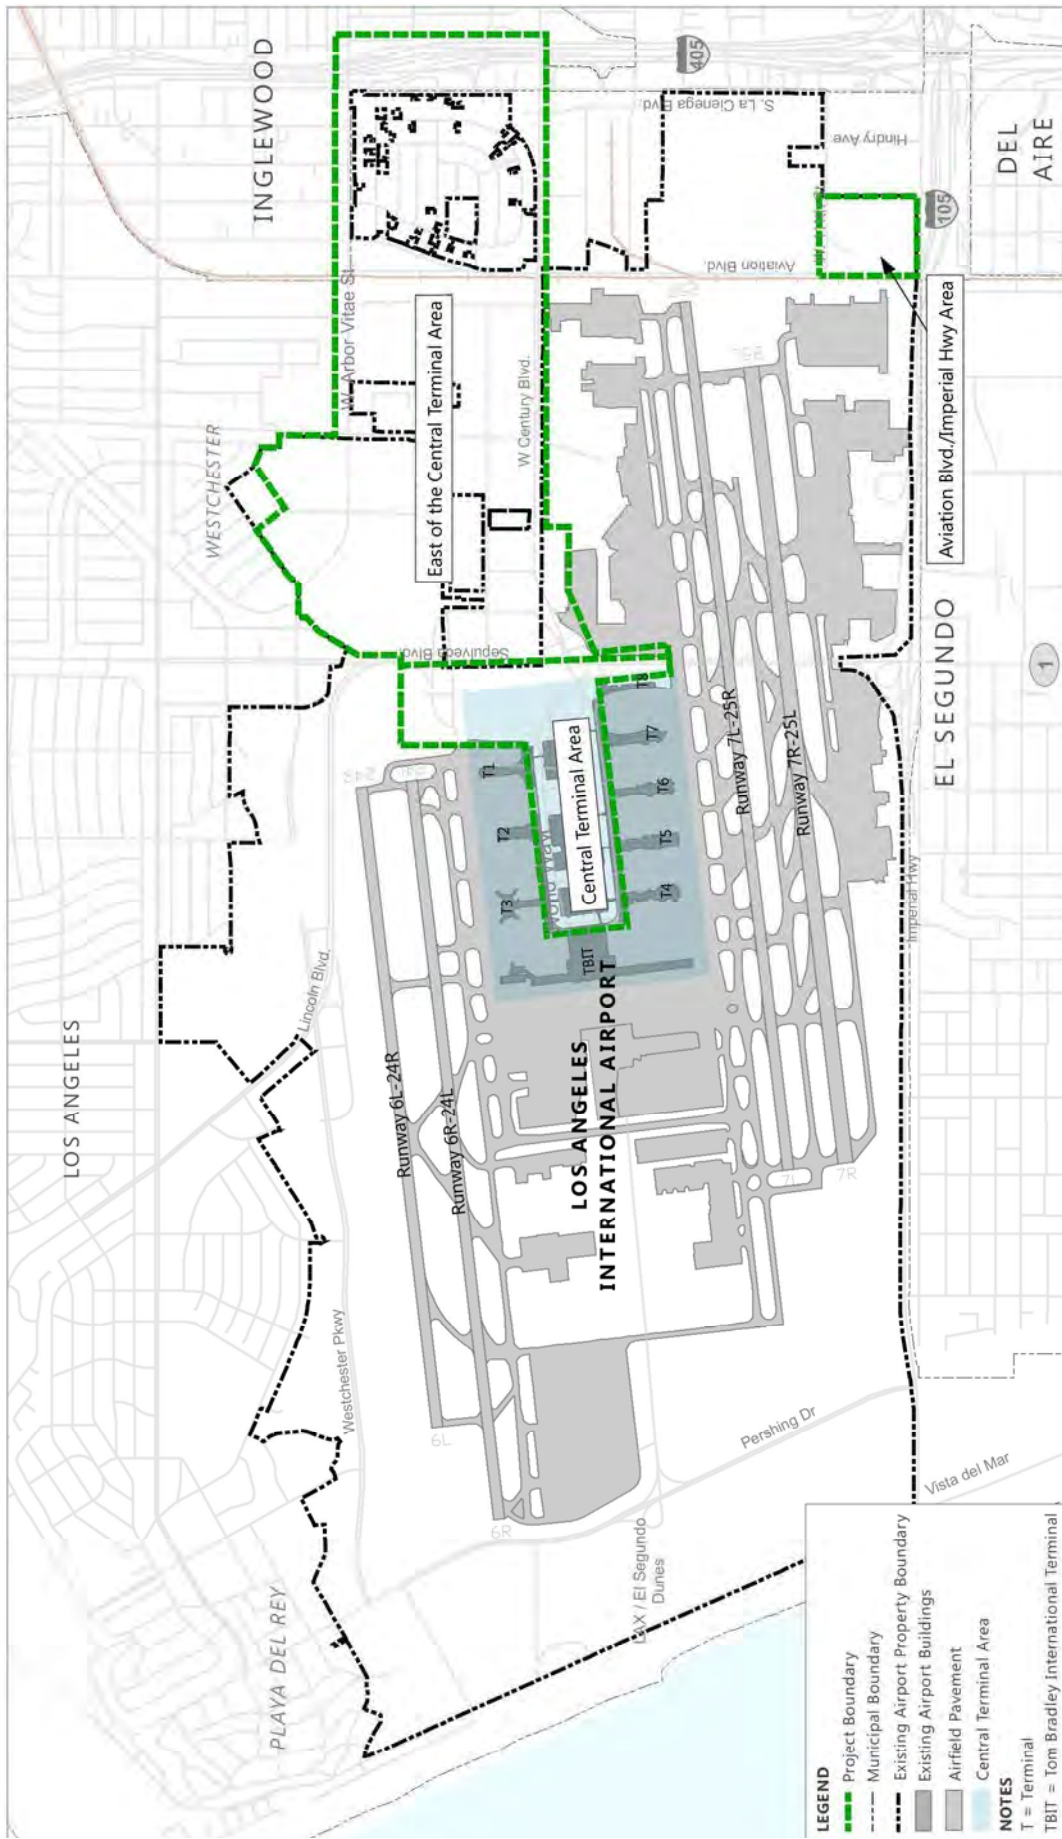 LOS ANGELES
WESTCHESTER
INGLEWOOD
PLAYA DEL REY
Westchester Pkwy
Lincoln Blvd.
Sepulveda Blvd.
W. Arbor Vitae St.
East of the Central Terminal Area
W Century Blvd.
405
S. La Cienega Blvd.
Hindry Ave
Aviation Blvd.
6L
6R
Runway 6L-24R
Runway 6R-24L
T1
T2
T3
World Way
Central Terminal Area
TBIT
T4
T5
T6
T7
T8
LOS ANGELES
INTERNATIONAL AIRPORT
Runway 7L-25R
Runway 7R-25L
25L
7L
7R
LAX / El Segundo
Dunes
Pershing Dr
Vista del Mar
Imperial Hwy
EL SEGUNDO
1
Aviation Blvd./Imperial Hwy Area
105
DEL
AIRE
LEGEND
Project Boundary
Municipal Boundary
Existing Airport Property Boundary
Existing Airport Buildings
Airfield Pavement
Central Terminal Area
NOTES
T = Terminal
TBIT = Tom Bradley International Terminal